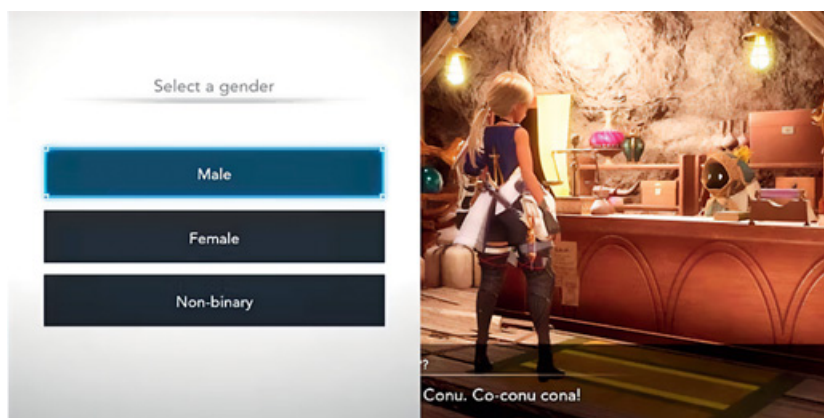 Select a gender
Male
Female
Non-binary
?
Conu. Co-conu cona!